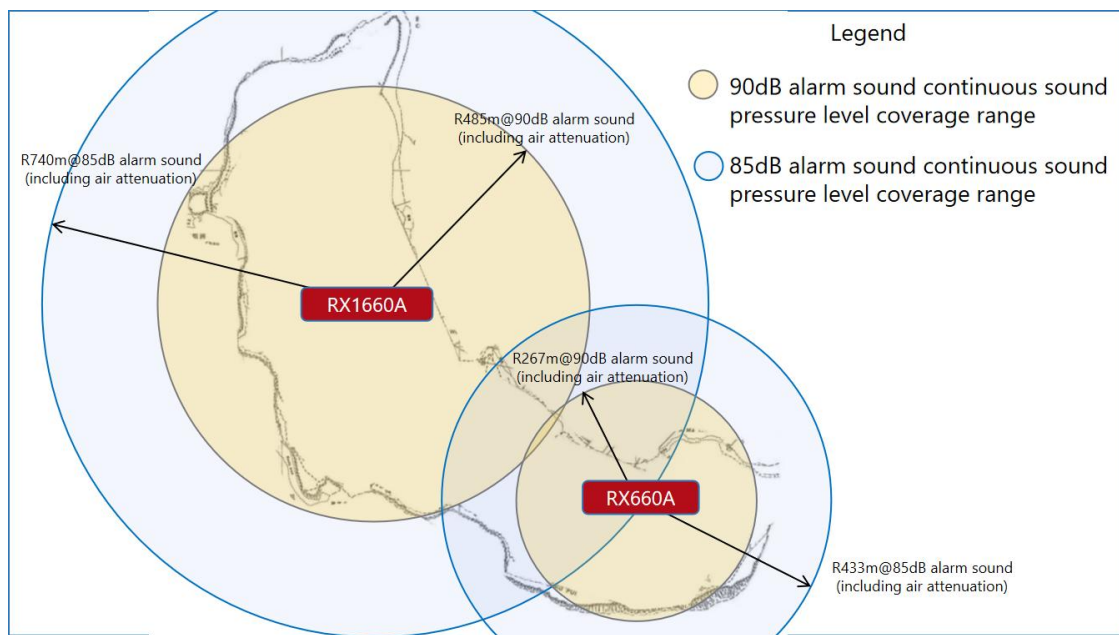 Legend
90dB alarm sound continuous sound
pressure level coverage range
85dB alarm sound continuous sound
pressure level coverage range
R485m@90dB alarm sound
(including air attenuation)
R740m@85dB alarm sound
(including air attenuation)
RX1660A
R267m@90dB alarm sound
(including air attenuation)
RX660A
R433m@85dB alarm sound
(including air attenuation)